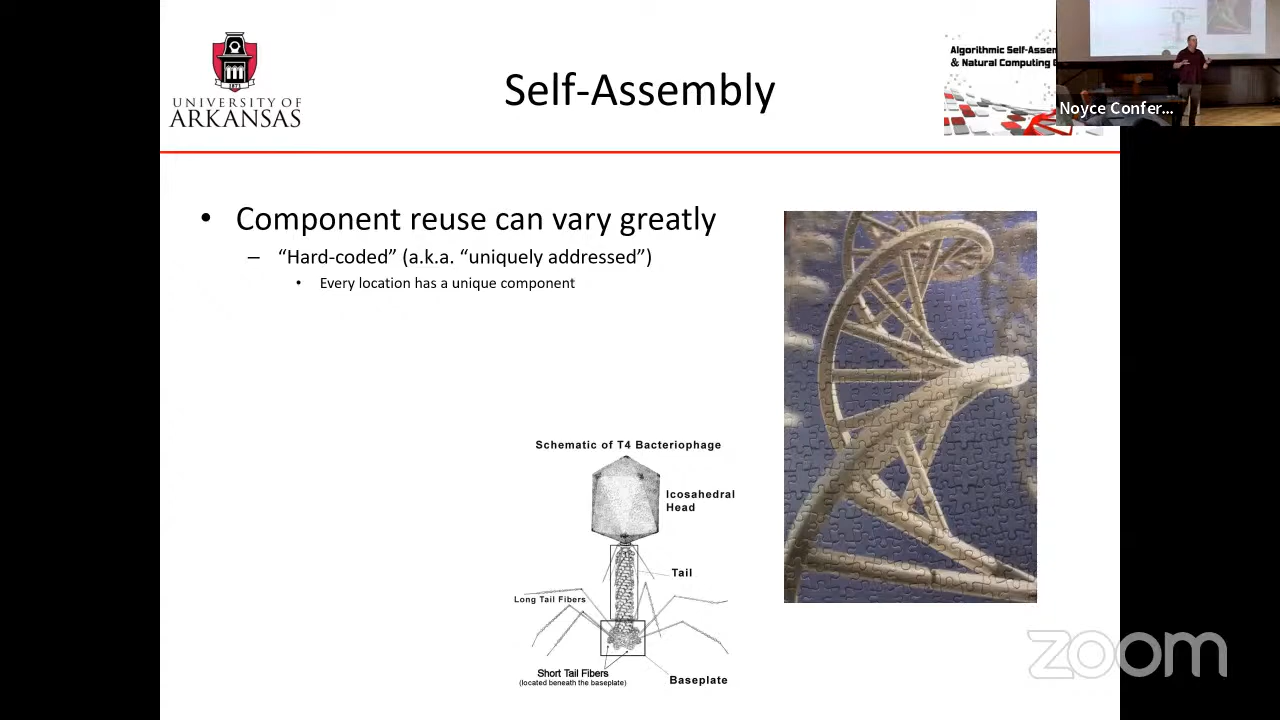 UNIVERSITY OF
ARKANSAS
1871
Self-Assembly
Algorithmic Self-Assem
& Natural Computing
Noyce Confer...
• Component reuse can vary greatly
– “Hard-coded” (a.k.a. “uniquely addressed”)
• Every location has a unique component
Schematic of T4 Bacteriophage
Icosahedral
Head
Tail
Long Tail Fibers
Short Tail Fibers
(located beneath the baseplate)
Baseplate
zoom